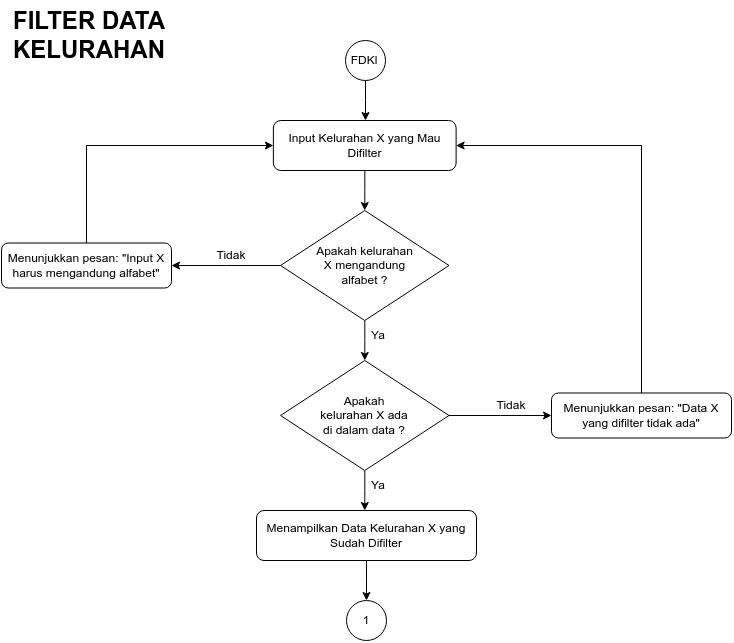 FILTER DATA
KELURAHAN
FDKl
Input Kelurahan X yang Mau
Difilter
Apakah kelurahan
X mengandung
alfabet ?
Tidak
Menunjukkan pesan: "Input X
harus mengandung alfabet"
Ya
Apakah
kelurahan X ada
di dalam data ?
Tidak
Menunjukkan pesan: "Data X
yang difilter tidak ada"
Ya
Menampilkan Data Kelurahan X yang
Sudah Difilter
1